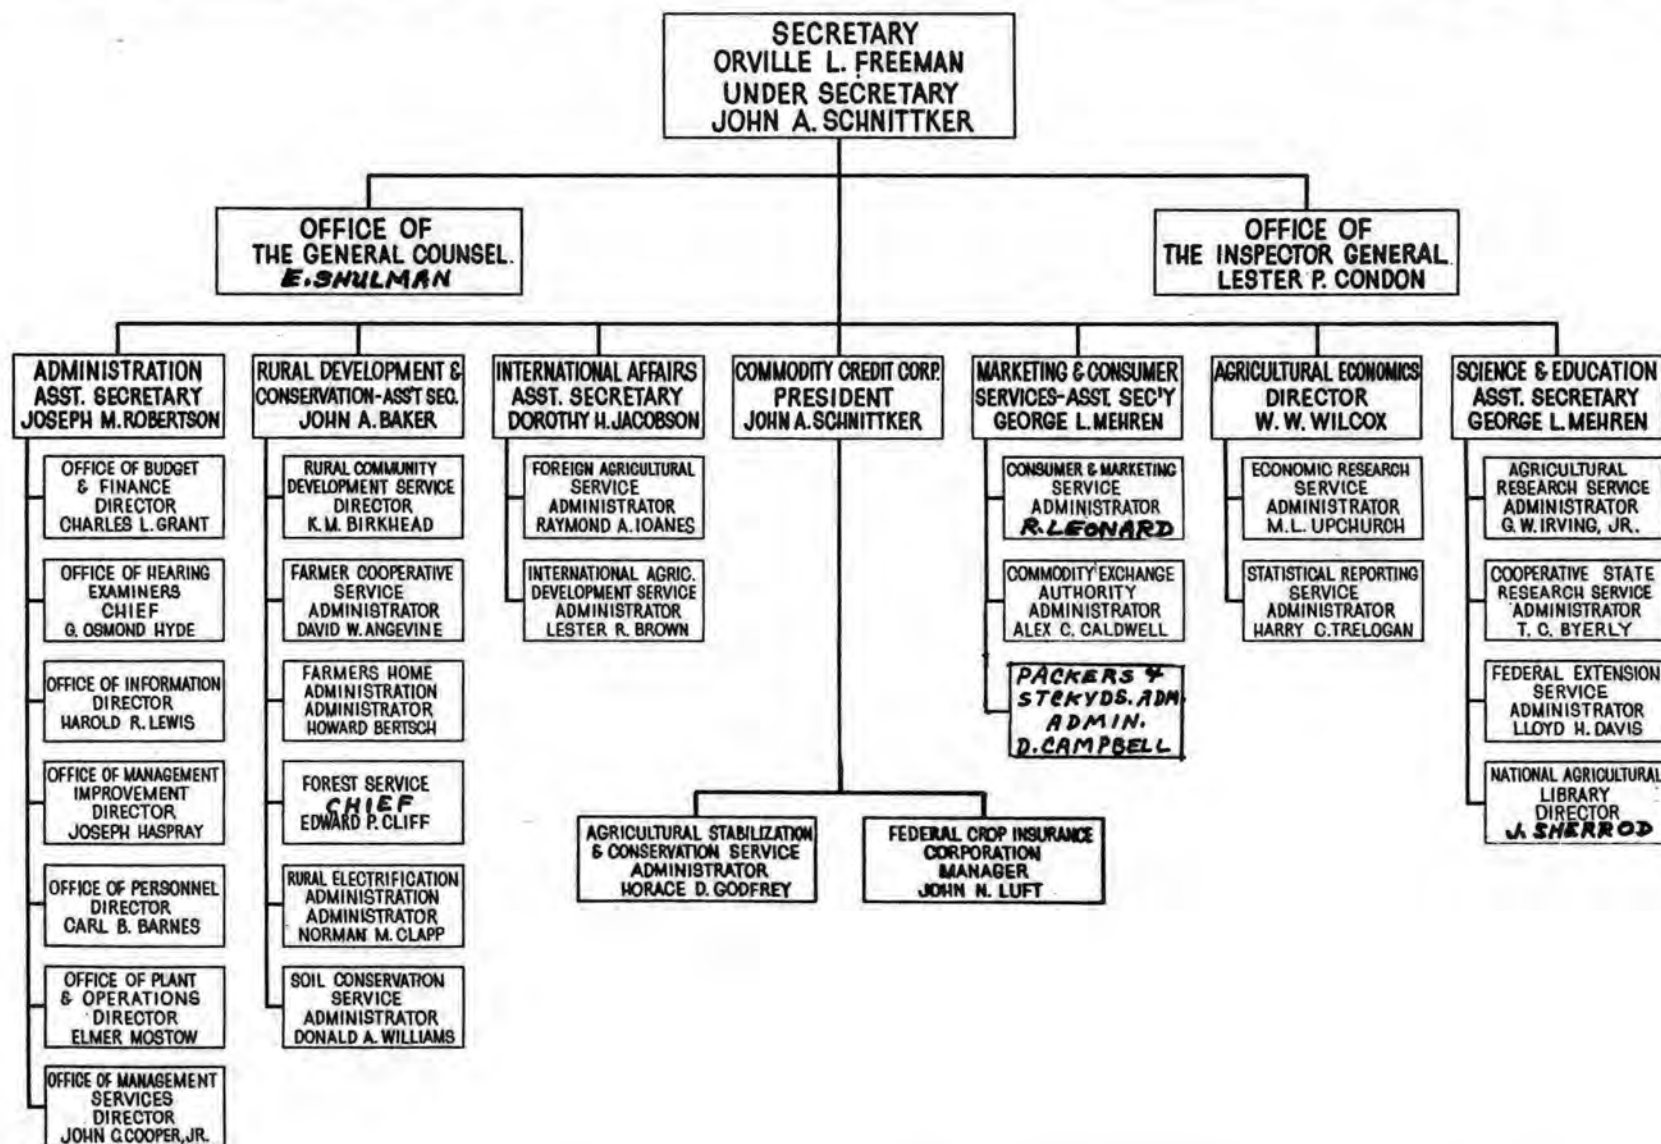 SECRETARY
ORVILLE L. FREEMAN
UNDER SECRETARY
JOHN A. SCHNITTKER
OFFICE OF
THE GENERAL COUNSEL.
E. SHULMAN
OFFICE OF
THE INSPECTOR GENERAL
LESTER P. CONDON
ADMINISTRATION
ASST. SECRETARY
JOSEPH M. ROBERTSON
OFFICE OF BUDGET
& FINANCE
DIRECTOR
CHARLES L. GRANT
OFFICE OF HEARING
EXAMINERS
CHIEF
G. OSMOND HYDE
OFFICE OF INFORMATION
DIRECTOR
HAROLD R. LEWIS
OFFICE OF MANAGEMENT
IMPROVEMENT
DIRECTOR
JOSEPH HASPRAY
OFFICE OF PERSONNEL
DIRECTOR
CARL B. BARNES
OFFICE OF PLANT
& OPERATIONS
DIRECTOR
ELMER MOSTOW
OFFICE OF MANAGEMENT
SERVICES
DIRECTOR
JOHN C. COOPER, JR.
RURAL DEVELOPMENT &
CONSERVATION-ASS'T SEC.
JOHN A. BAKER
RURAL COMMUNITY
DEVELOPMENT SERVICE
DIRECTOR
K.M. BIRKHEAD
FARMER COOPERATIVE
SERVICE
ADMINISTRATOR
DAVID W. ANGEVINE
FARMERS HOME
ADMINISTRATION
ADMINISTRATOR
HOWARD BERTSCH
FOREST SERVICE
CHIEF
EDWARD P. CLIFF
RURAL ELECTRIFICATION
ADMINISTRATION
ADMINISTRATOR
NORMAN M. CLAPP
SOIL CONSERVATION
SERVICE
ADMINISTRATOR
DONALD A. WILLIAMS
INTERNATIONAL AFFAIRS
ASST. SECRETARY
DOROTHY H. JACOBSON
FOREIGN AGRICULTURAL
SERVICE
ADMINISTRATOR
RAYMOND A. IOANES
INTERNATIONAL AGRIC.
DEVELOPMENT SERVICE
ADMINISTRATOR
LESTER R. BROWN
COMMODITY CREDIT CORP.
PRESIDENT
JOHN A. SCHNITTKER
AGRICULTURAL STABILIZATION
& CONSERVATION SERVICE
ADMINISTRATOR
HORACE D. GODFREY
FEDERAL CROP INSURANCE
CORPORATION
MANAGER
JOHN N. LUFT
MARKETING & CONSUMER
SERVICES-ASST. SEC'Y
GEORGE L. MEHREN
CONSUMER & MARKETING
SERVICE
ADMINISTRATOR
R. LEONARD
COMMODITY EXCHANGE
AUTHORITY
ADMINISTRATOR
ALEX C. CALDWELL
PACKERS &
STCKYDS. ADM.
ADMIN.
D. CAMPBELL
AGRICULTURAL ECONOMICS
DIRECTOR
W. W. WILCOX
ECONOMIC RESEARCH
SERVICE
ADMINISTRATOR
M.L. UPCHURCH
STATISTICAL REPORTING
SERVICE
ADMINISTRATOR
HARRY C. TRELOGAN
SCIENCE & EDUCATION
ASST. SECRETARY
GEORGE L. MEHREN
AGRICULTURAL
RESEARCH SERVICE
ADMINISTRATOR
G. W. IRVING, JR.
COOPERATIVE STATE
RESEARCH SERVICE
ADMINISTRATOR
T. C. BYERLY
FEDERAL EXTENSION
SERVICE
ADMINISTRATOR
LLOYD H. DAVIS
NATIONAL AGRICULTURAL
LIBRARY
DIRECTOR
J. SHERROD